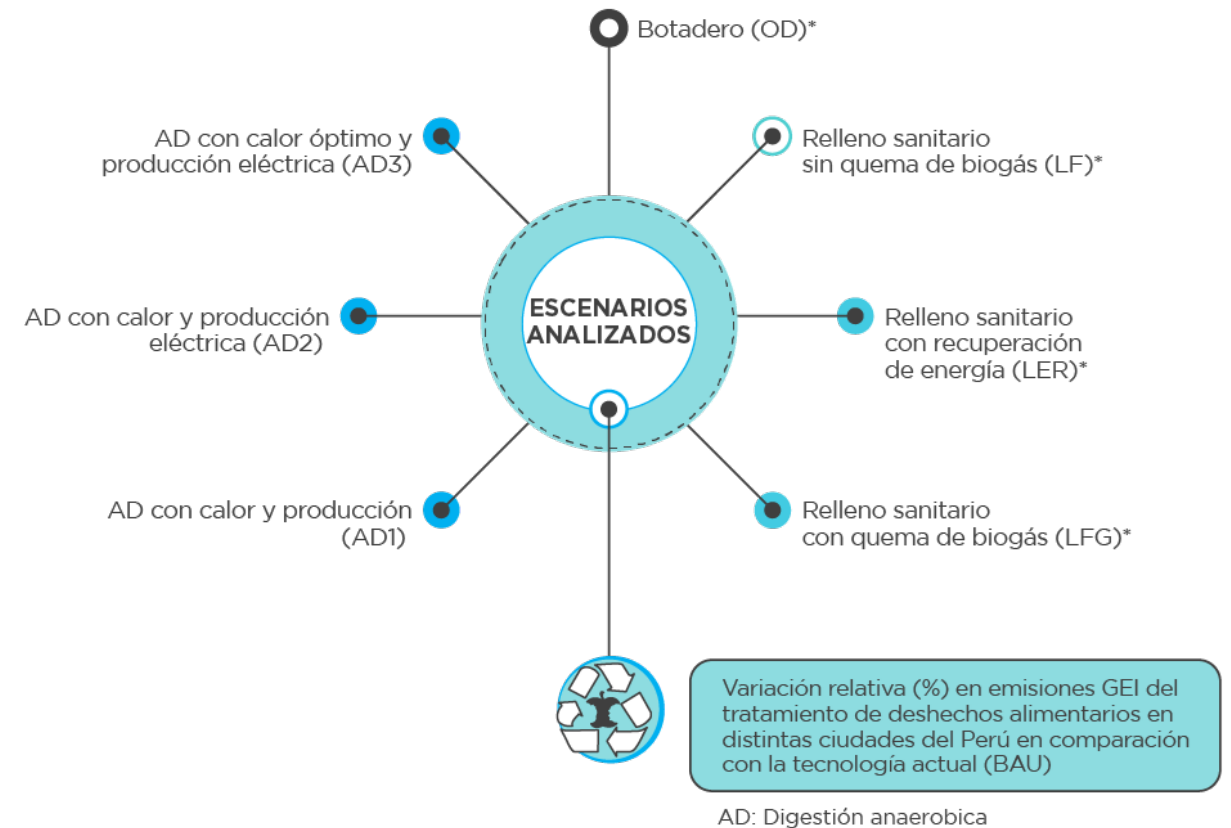 Botadero (OD)*
AD con calor óptimo y
producción eléctrica (AD3)
Relleno sanitario
sin quema de biogás (LF)*
ESCENARIOS
ANALIZADOS
AD con calor y producción
eléctrica (AD2)
Relleno sanitario
con recuperación
de energía (LER)*
AD con calor y producción
(AD1)
Relleno sanitario
con quema de biogás (LFG)*
Variación relativa (%) en emisiones GEI del
tratamiento de deshechos alimentarios en
distintas ciudades del Perú en comparación
con la tecnología actual (BAU)
AD: Digestión anaerobica